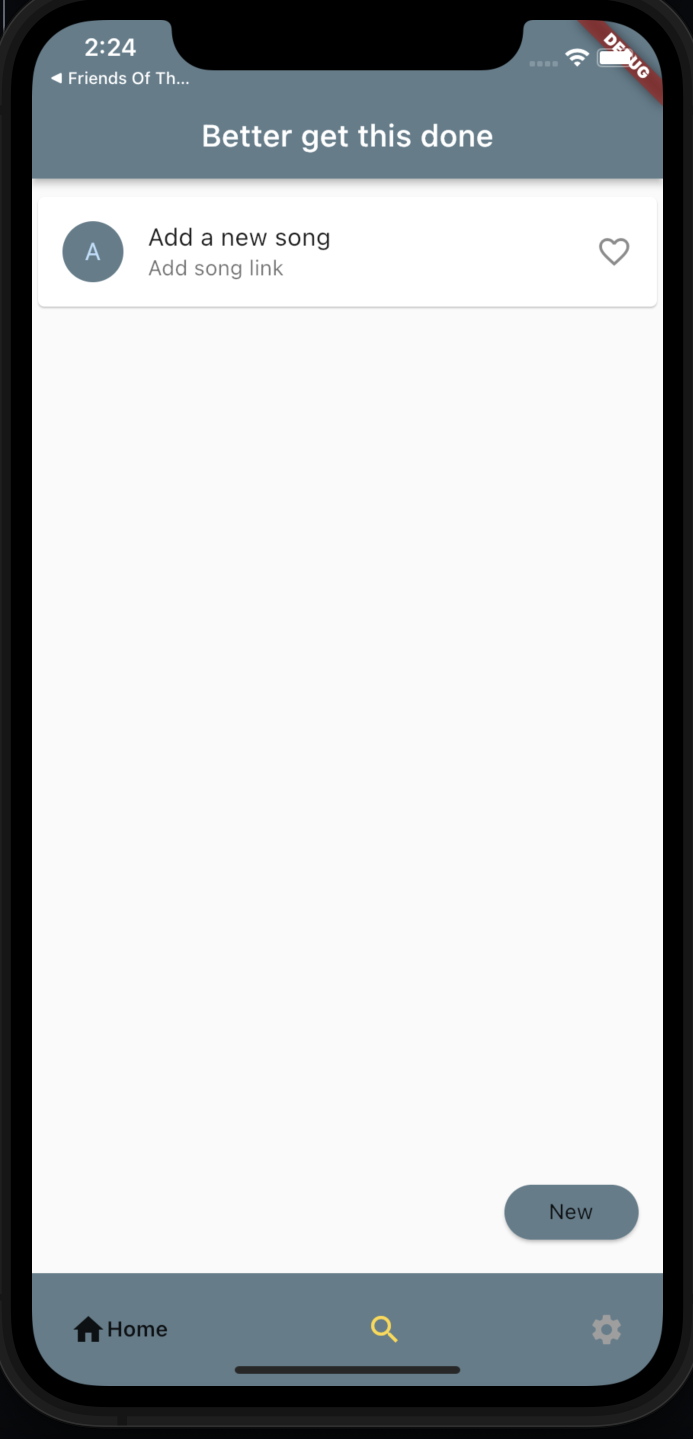 2:24
DEBUG
◀ Friends Of Th...
Better get this done
A
Add a new song
Add song link
New
Home